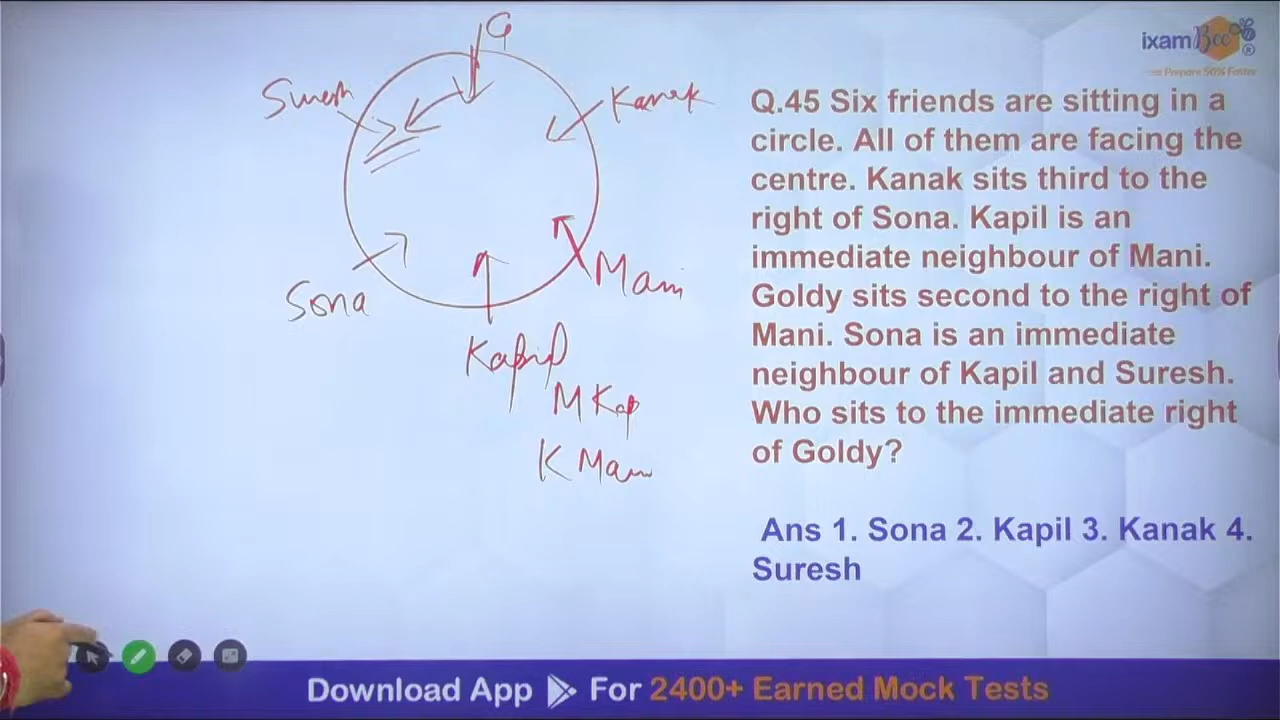 ixamBee
®
Prepare 50% Faster
G
Suresh
Kanak
Mani
Sona
Kapil
M Kap
K Mani
Q.45 Six friends are sitting in a
circle. All of them are facing the
centre. Kanak sits third to the
right of Sona. Kapil is an
immediate neighbour of Mani.
Goldy sits second to the right of
Mani. Sona is an immediate
neighbour of Kapil and Suresh.
Who sits to the immediate right
of Goldy?
Ans 1. Sona 2. Kapil 3. Kanak 4.
Suresh
Download App For 2400+ Earned Mock Tests